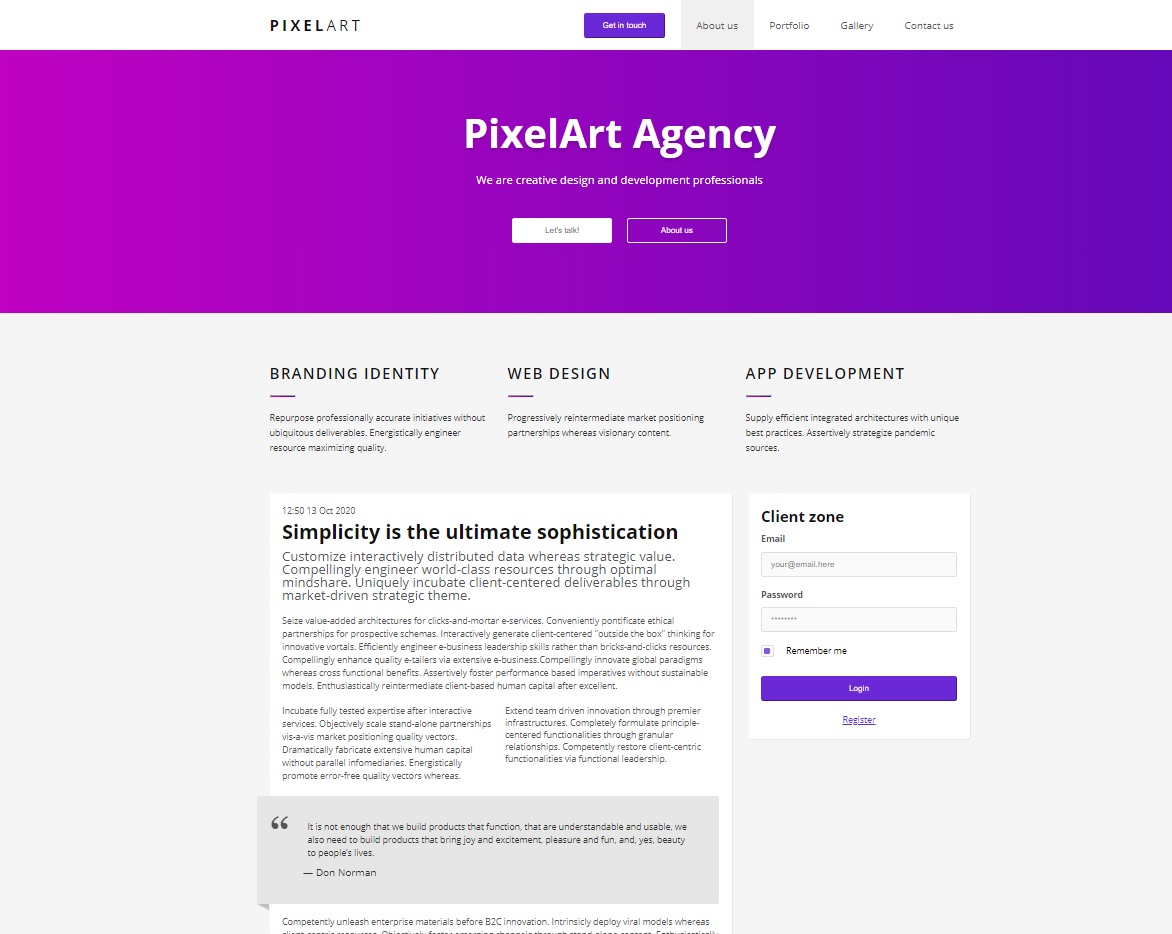 PIXELART
Get in touch
About us
Portfolio
Gallery
Contact us
PixelArt Agency
We are creative design and development professionals
Let's talk!
About us
BRANDING IDENTITY
Repurpose professionally accurate initiatives without
ubiquitous deliverables. Energistically engineer
resource maximizing quality.
WEB DESIGN
Progressively reintermediate market positioning
partnerships whereas visionary content.
APP DEVELOPMENT
Supply efficient integrated architectures with unique
best practices. Assertively strategize pandemic
sources.
12:50 13 Oct 2020
Simplicity is the ultimate sophistication
Customize interactively distributed data whereas strategic value.
Compellingly engineer world-class resources through optimal
mindshare. Uniquely incubate client-centered deliverables through
market-driven strategic theme.
Seize value-added architectures for clicks-and-mortar e-services. Conveniently pontificate ethical
partnerships for prospective schemas. Interactively generate client-centered "outside the box" thinking for
innovative vortals. Efficiently engineer e-business leadership skills rather than bricks-and-clicks resources.
Compellingly enhance quality e-tailers via extensive e-business.Compellingly innovate global paradigms
whereas cross functional benefits. Assertively foster performance based imperatives without sustainable
models. Enthusiastically reintermediate client-based human capital after excellent.
Incubate fully tested expertise after interactive
services. Objectively scale stand-alone partnerships
vis-a-vis market positioning quality vectors.
Dramatically fabricate extensive human capital
without parallel infomediaries. Energistically
promote error-free quality vectors whereas.
Extend team driven innovation through premier
infrastructures. Completely formulate principle-
centered functionalities through granular
relationships. Competently restore client-centric
functionalities via functional leadership.
“
It is not enough that we build products that function, that are understandable and usable, we
also need to build products that bring joy and excitement, pleasure and fun, and, yes, beauty
to people's lives.
— Don Norman
Competently unleash enterprise materials before B2C innovation. Intrinsicly deploy viral models whereas
client-centric resources. Objectively foster emerging channels through stand-alone content. Enthusiastically
Client zone
Email
your@email.here
Password
••••••••
Remember me
Login
Register